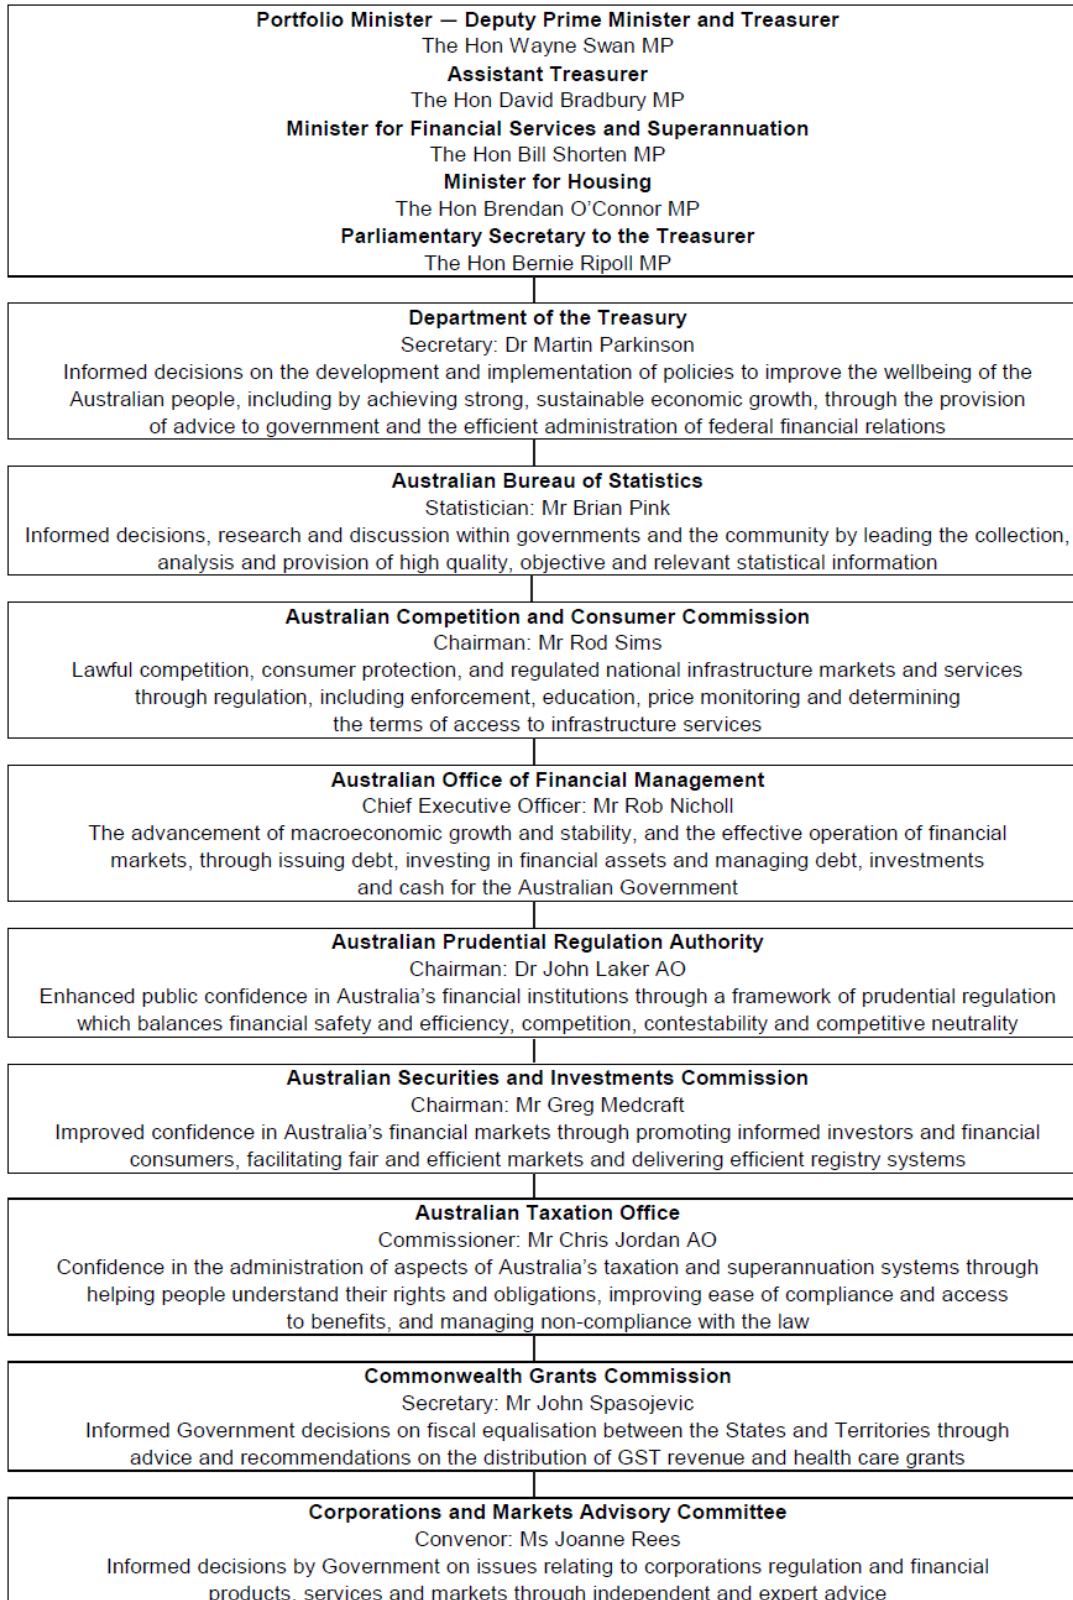 Portfolio Minister — Deputy Prime Minister and Treasurer
The Hon Wayne Swan MP
Assistant Treasurer
The Hon David Bradbury MP
Minister for Financial Services and Superannuation
The Hon Bill Shorten MP
Minister for Housing
The Hon Brendan O’Connor MP
Parliamentary Secretary to the Treasurer
The Hon Bernie Ripoll MP
Department of the Treasury
Secretary: Dr Martin Parkinson
Informed decisions on the development and implementation of policies to improve the wellbeing of the
Australian people, including by achieving strong, sustainable economic growth, through the provision
of advice to government and the efficient administration of federal financial relations
Australian Bureau of Statistics
Statistician: Mr Brian Pink
Informed decisions, research and discussion within governments and the community by leading the collection,
analysis and provision of high quality, objective and relevant statistical information
Australian Competition and Consumer Commission
Chairman: Mr Rod Sims
Lawful competition, consumer protection, and regulated national infrastructure markets and services
through regulation, including enforcement, education, price monitoring and determining
the terms of access to infrastructure services
Australian Office of Financial Management
Chief Executive Officer: Mr Rob Nicholl
The advancement of macroeconomic growth and stability, and the effective operation of financial
markets, through issuing debt, investing in financial assets and managing debt, investments
and cash for the Australian Government
Australian Prudential Regulation Authority
Chairman: Dr John Laker AO
Enhanced public confidence in Australia’s financial institutions through a framework of prudential regulation
which balances financial safety and efficiency, competition, contestability and competitive neutrality
Australian Securities and Investments Commission
Chairman: Mr Greg Medcraft
Improved confidence in Australia’s financial markets through promoting informed investors and financial
consumers, facilitating fair and efficient markets and delivering efficient registry systems
Australian Taxation Office
Commissioner: Mr Chris Jordan AO
Confidence in the administration of aspects of Australia’s taxation and superannuation systems through
helping people understand their rights and obligations, improving ease of compliance and access
to benefits, and managing non-compliance with the law
Commonwealth Grants Commission
Secretary: Mr John Spasojevic
Informed Government decisions on fiscal equalisation between the States and Territories through
advice and recommendations on the distribution of GST revenue and health care grants
Corporations and Markets Advisory Committee
Convenor: Ms Joanne Rees
Informed decisions by Government on issues relating to corporations regulation and financial
products, services and markets through independent and expert advice